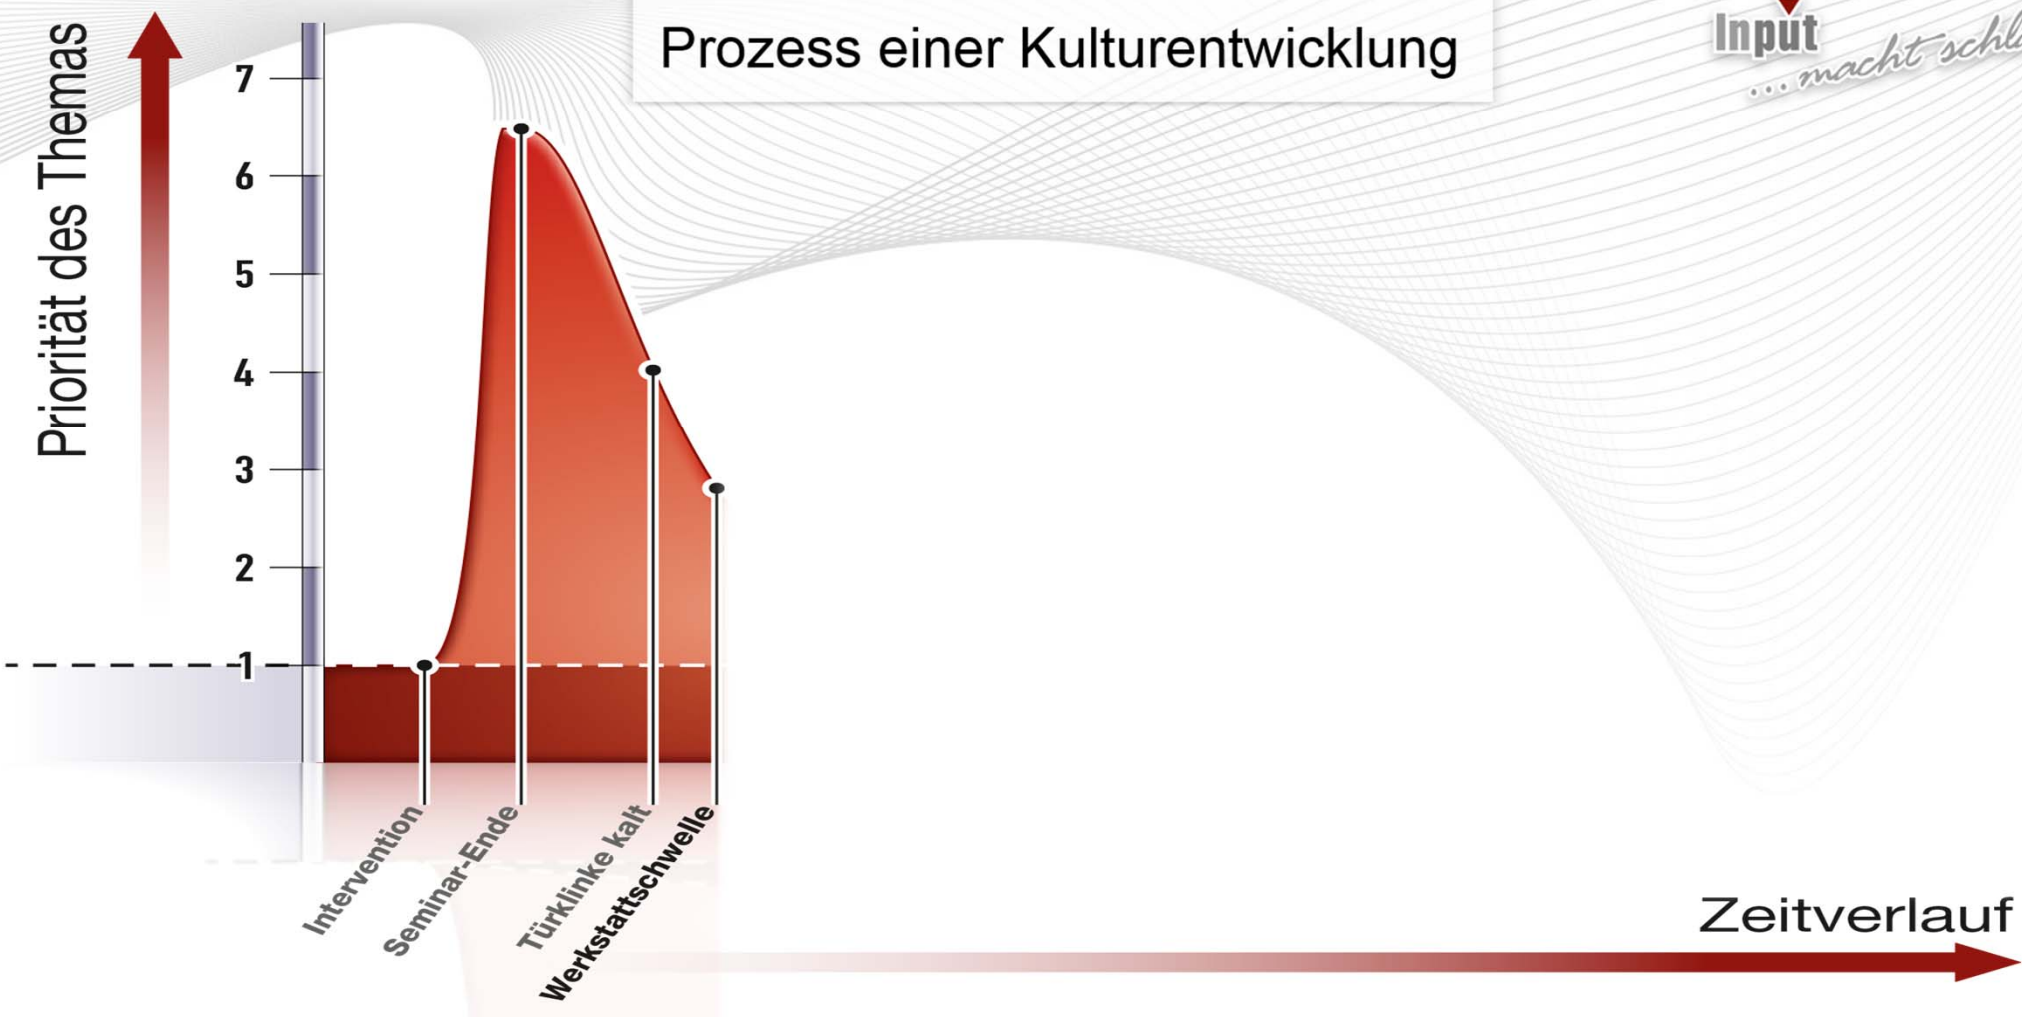 Prozess einer Kulturentwicklung
Input
... macht
Priorität des Themas
7
6
5
4
3
2
1
Intervention
Seminar-Ende
Türklinke kalt
Werkstattschwelle
Zeitverlauf